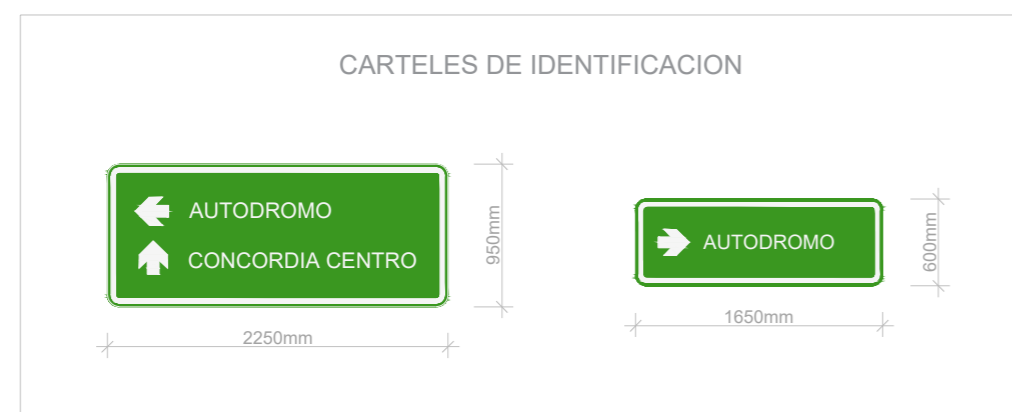 CARTELES DE IDENTIFICACION
AUTODROMO
CONCORDIA CENTRO
950mm
2250mm
AUTODROMO
600mm
1650mm